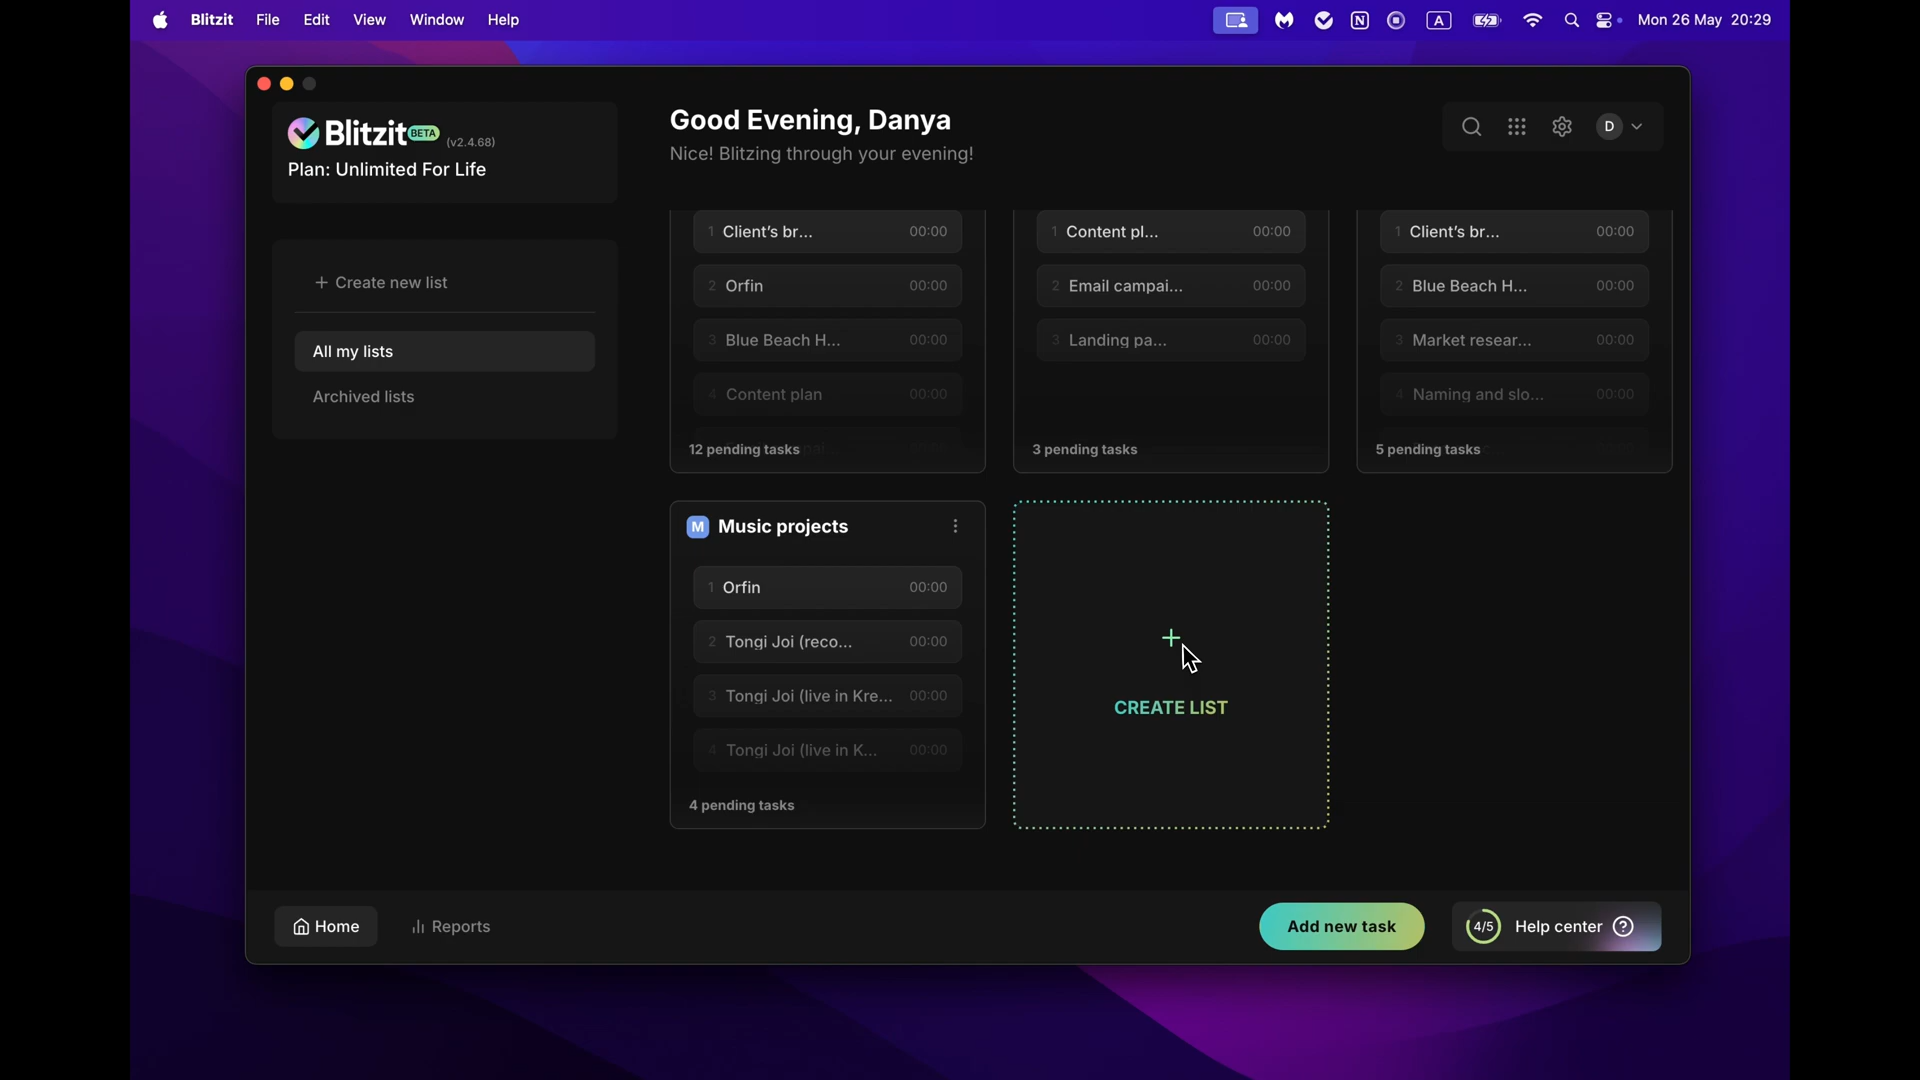 Blitzit File Edit View Window Help
A
Mon 26 May 20:29
Blitzit BETA (v2.4.68)
Plan: Unlimited For Life
Good Evening, Danya
Nice! Blitzing through your evening!
D
+ Create new list
All my lists
Archived lists
1 Client's br... 00:00
2 Orfin 00:00
3 Blue Beach H... 00:00
4 Content plan 00:00
12 pending tasks
1 Content pl... 00:00
2 Email campai... 00:00
3 Landing pa... 00:00
3 pending tasks
1 Client's br... 00:00
2 Blue Beach H... 00:00
3 Market resear... 00:00
4 Naming and slo... 00:00
5 pending tasks
M Music projects
1 Orfin 00:00
2 Tongi Joi (reco... 00:00
3 Tongi Joi (live in Kre... 00:00
4 Tongi Joi (live in K... 00:00
4 pending tasks
+
CREATE LIST
Home
Reports
Add new task
4/5 Help center ?